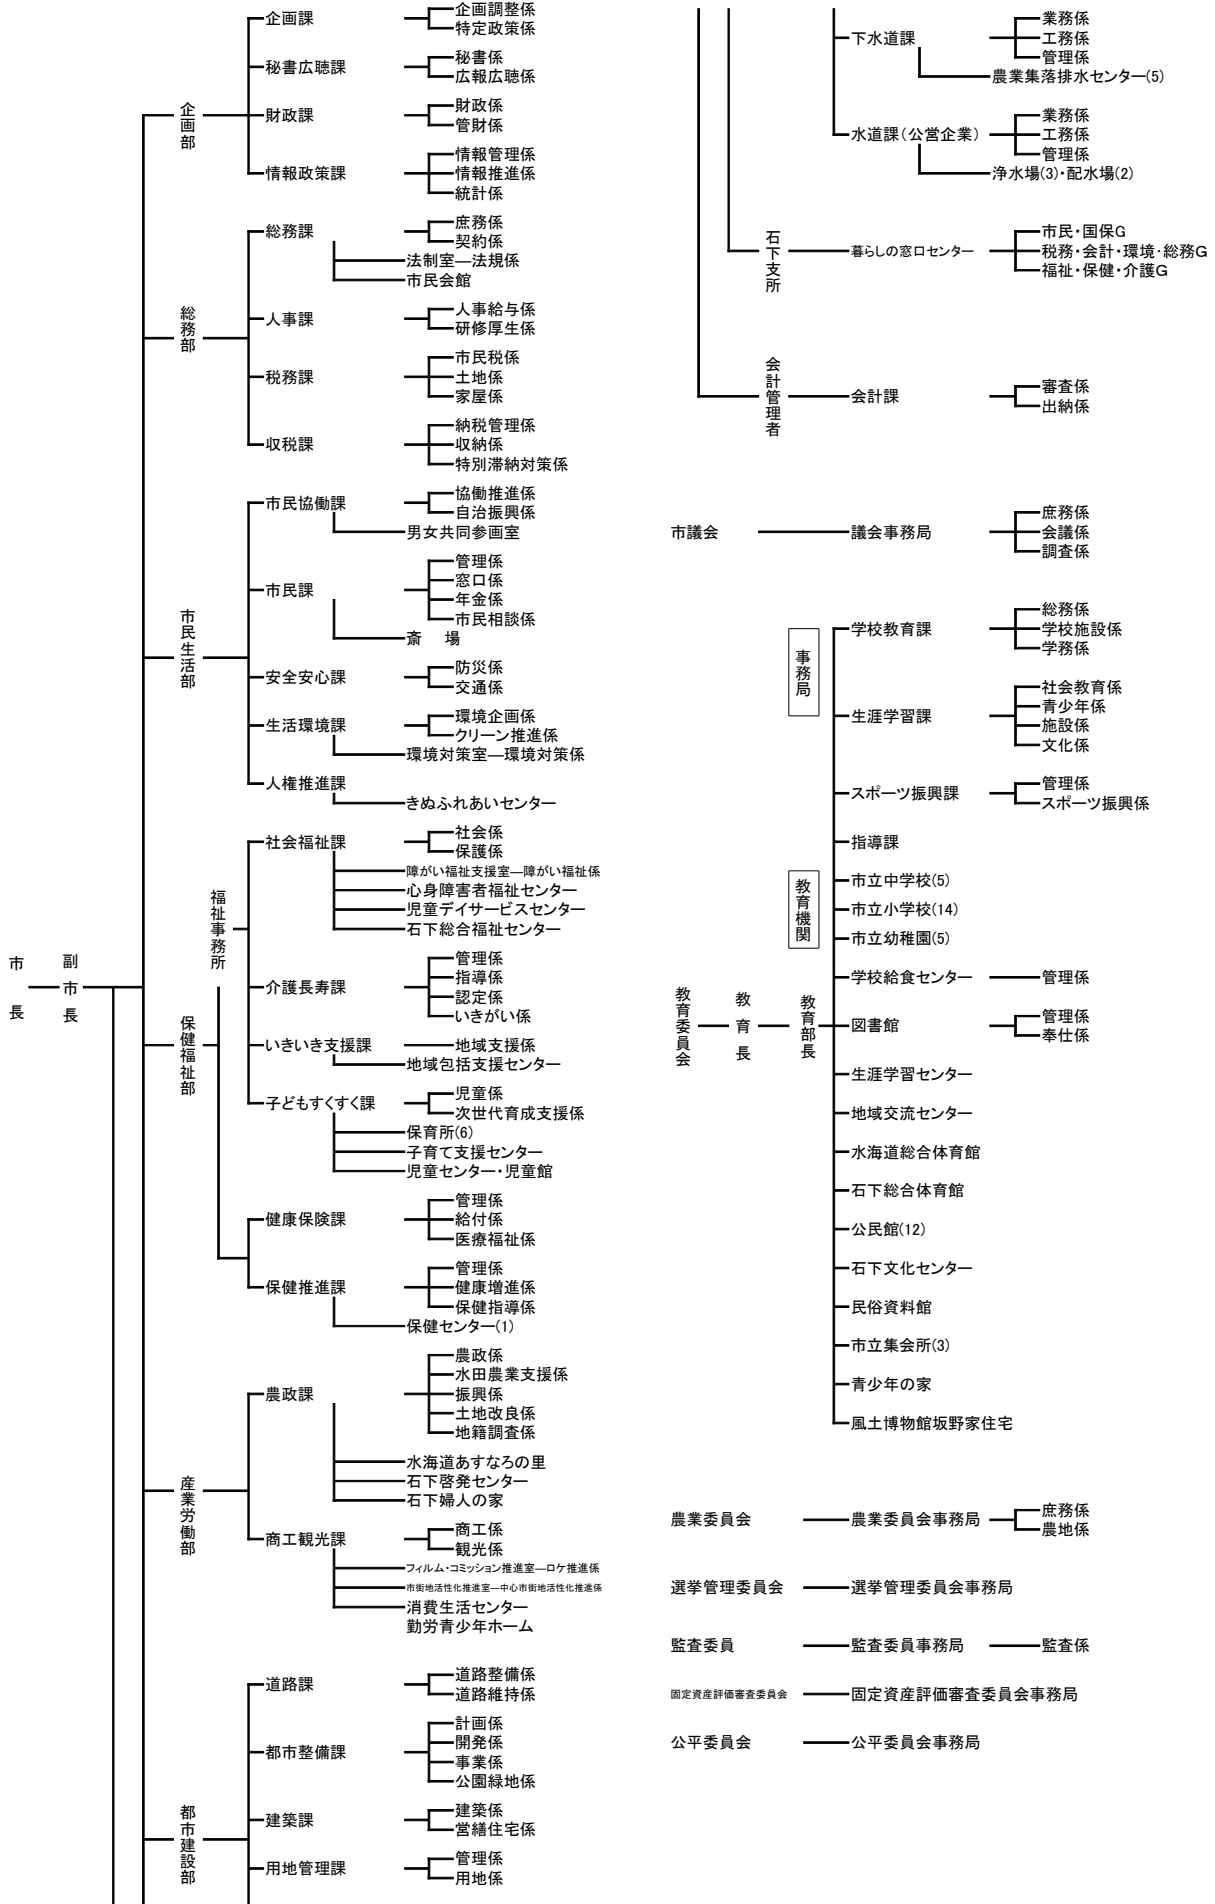 市長
副市長
企画部
企画課
企画調整係
特定政策係
秘書広聴課
秘書係
広報広聴係
財政課
財政係
管財係
情報政策課
情報管理係
情報推進係
統計係
総務部
総務課
庶務係
契約係
法制室―法規係
市民会館
人事課
人事給与係
研修厚生係
税務課
市民税係
土地係
家屋係
収税課
納税管理係
収納係
特別滞納対策係
市民生活部
市民協働課
協働推進係
自治振興係
男女共同参画室
市民課
管理係
窓口係
年金係
市民相談係
斎　場
安全安心課
防災係
交通係
生活環境課
環境企画係
クリーン推進係
環境対策室―環境対策係
人権推進課
きぬふれあいセンター
保健福祉部
福祉事務所
社会福祉課
社会係
保護係
障がい福祉支援室―障がい福祉係
心身障害者福祉センター
児童デイサービスセンター
石下総合福祉センター
介護長寿課
管理係
指導係
認定係
いきがい係
いきいき支援課
地域支援係
地域包括支援センター
子どもすくすく課
児童係
次世代育成支援係
保育所(6)
子育て支援センター
児童センター・児童館
健康保険課
管理係
給付係
医療福祉係
保健推進課
管理係
健康増進係
保健指導係
保健センター(1)
産業労働部
農政課
農政係
水田農業支援係
振興係
土地改良係
地籍調査係
水海道あすなろの里
石下啓発センター
石下婦人の家
商工観光課
商工係
観光係
フィルム・コミッション推進室―ロケ推進係
市街地活性化推進室―中心市街地活性化推進係
消費生活センター
勤労青少年ホーム
都市建設部
道路課
道路整備係
道路維持係
都市整備課
計画係
開発係
事業係
公園緑地係
建築課
建築係
営繕住宅係
用地管理課
管理係
用地係
下水道課
業務係
工務係
管理係
農業集落排水センター(5)
水道課(公営企業)
業務係
工務係
管理係
浄水場(3)・配水場(2)
石下支所
暮らしの窓口センター
市民・国保G
税務・会計・環境・総務G
福祉・保健・介護G
会計管理者
会計課
審査係
出納係
市議会
議会事務局
庶務係
会議係
調査係
教育委員会
教育長
教育部長
事務局
学校教育課
総務係
学校施設係
学務係
生涯学習課
社会教育係
青少年係
施設係
文化係
スポーツ振興課
管理係
スポーツ振興係
指導課
教育機関
市立中学校(5)
市立小学校(14)
市立幼稚園(5)
学校給食センター
管理係
図書館
管理係
奉仕係
生涯学習センター
地域交流センター
水海道総合体育館
石下総合体育館
公民館(12)
石下文化センター
民俗資料館
市立集会所(3)
青少年の家
風土博物館坂野家住宅
農業委員会
農業委員会事務局
庶務係
農地係
選挙管理委員会
選挙管理委員会事務局
監査委員
監査委員事務局
監査係
固定資産評価審査委員会
固定資産評価審査委員会事務局
公平委員会
公平委員会事務局